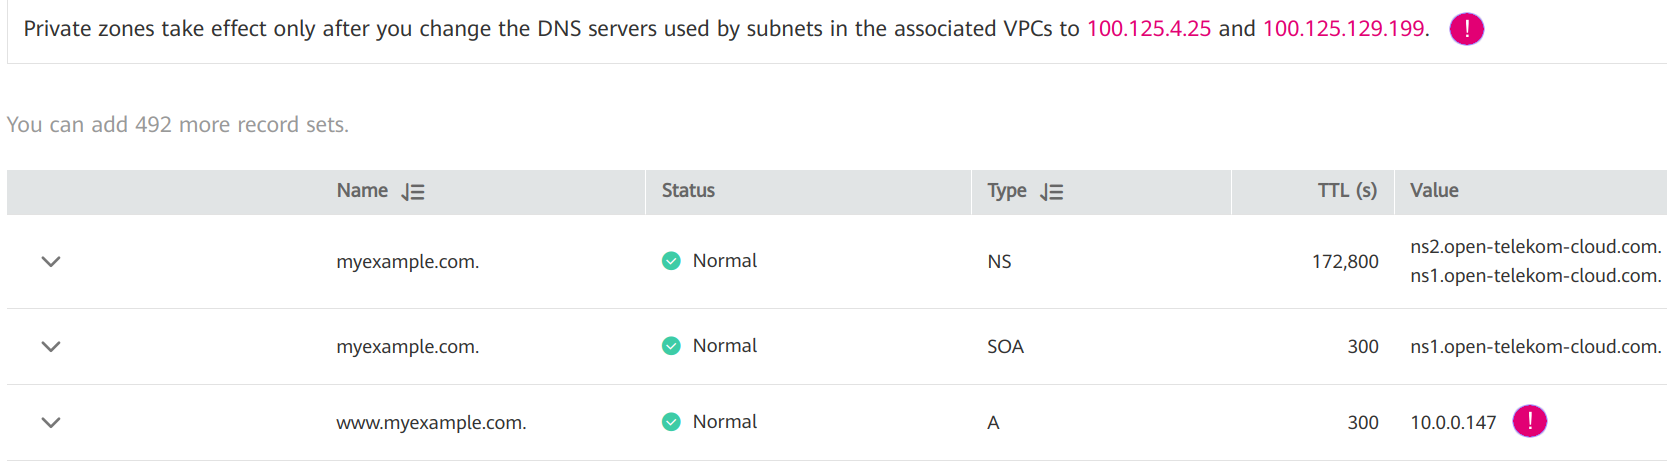 Private zones take effect only after you change the DNS servers used by subnets in the associated VPCs to 100.125.4.25 and 100.125.129.199. !
You can add 492 more record sets.
Name Status Type TTL (s) Value
myexample.com. Normal NS 172,800 ns2.open-telekom-cloud.com.
ns1.open-telekom-cloud.com.
myexample.com. Normal SOA 300 ns1.open-telekom-cloud.com.
www.myexample.com. Normal A 300 10.0.0.147 !